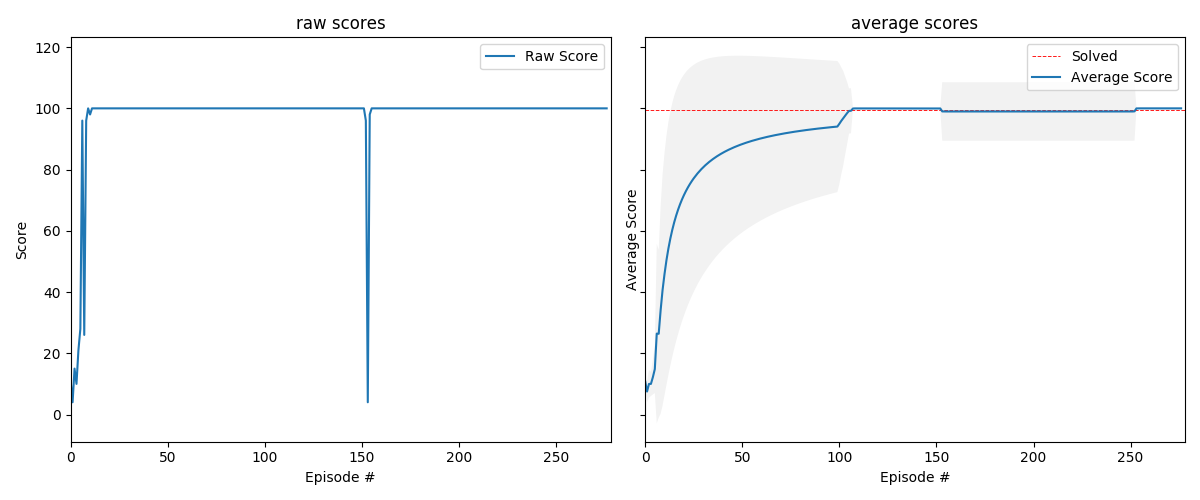 raw scores
120
100
80
60
40
20
0
Score
Raw Score
0 50 100 150 200 250
Episode #
average scores
Average Score
Solved
Average Score
0 50 100 150 200 250
Episode #